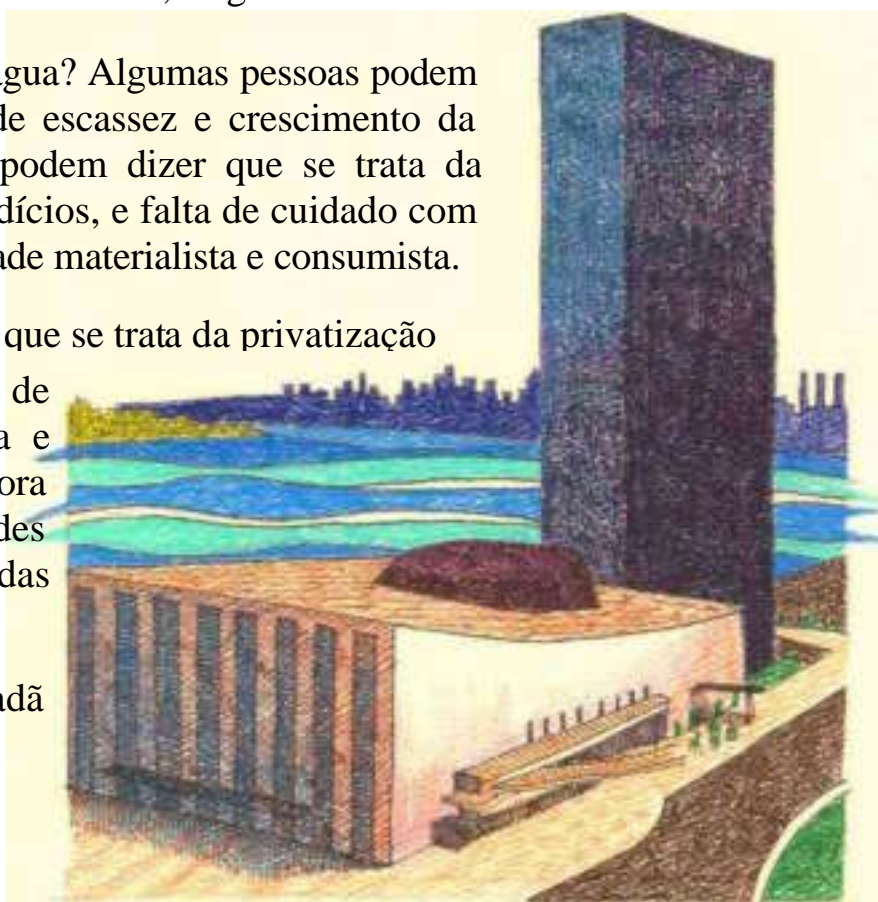 água? Algumas pessoas podem
de escassez e crescimento da
podem dizer que se trata da
dícios, e falta de cuidado com
ade materialista e consumista.
que se trata da privatização
de
a e
ora
des
das
adã